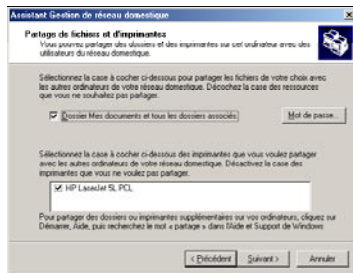 Assistant Gestion de réseau domestique
Partage de fichiers et d'imprimantes
Vous pouvez partager des dossiers et des imprimantes sur cet ordinateur avec des
utilisateurs du réseau domestique.
Sélectionnez la case à cocher ci-dessous pour partager les fichiers de votre choix avec
les autres ordinateurs de votre réseau domestique. Décochez la case des ressources
que vous ne souhaitez pas partager.
Dossier Mes documents et tous les dossiers associés.
Mot de passe...
Sélectionnez la case à cocher ci-dessous des imprimantes que vous voulez partager
avec les autres ordinateurs de votre réseau domestique. Désactivez la case des
imprimantes que vous ne voulez pas partager.
HP LaserJet 5L PCL
Pour partager des dossiers ou imprimantes supplémentaires sur vos ordinateurs, cliquez sur
Démarrer, Aide, puis recherchez le mot « partage » dans l'Aide et Support de Windows
< Précédent
Suivant >
Annuler